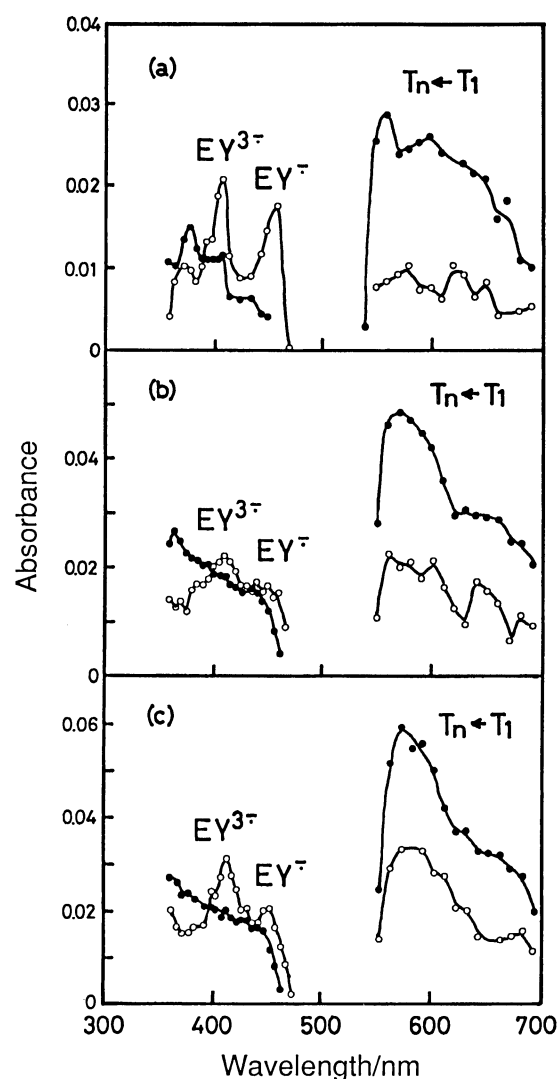 0.04
(a)
Tn←T1
0.03
EY³⁻̇
EY⁻̇
0.02
0.01
0
(b)
Tn←T1
0.04
EY³⁻̇
EY⁻̇
0.02
0
Absorbance
(c)
Tn←T1
0.06
0.04
EY³⁻̇
EY⁻̇
0.02
0
300 400 500 600 700
Wavelength/nm